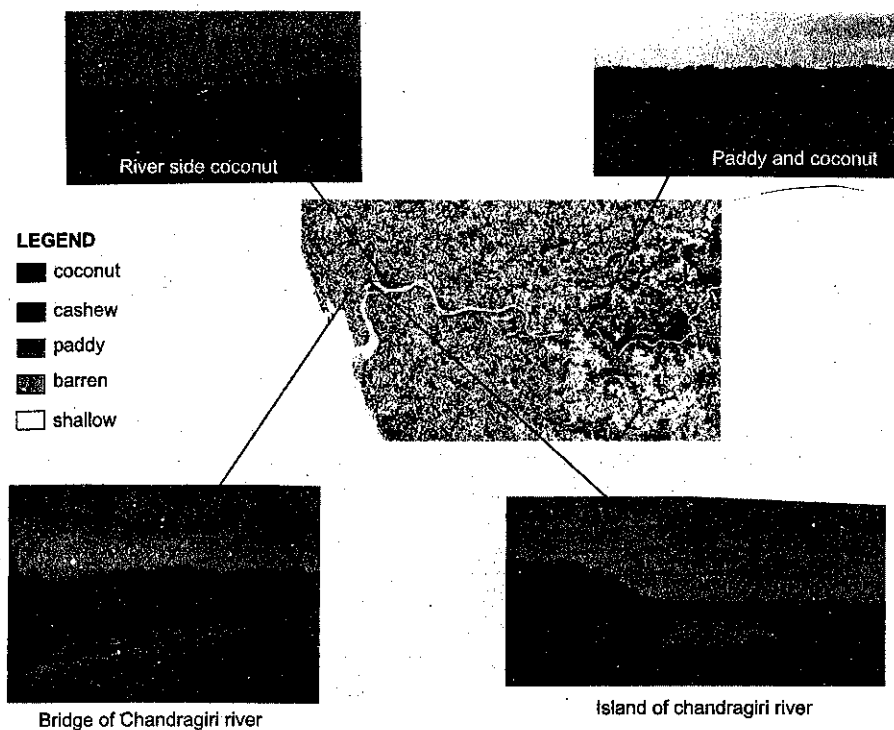 River side coconut
Paddy and coconut
LEGEND
coconut
cashew
paddy
barren
shallow
Bridge of Chandragiri river
Island of chandragiri river